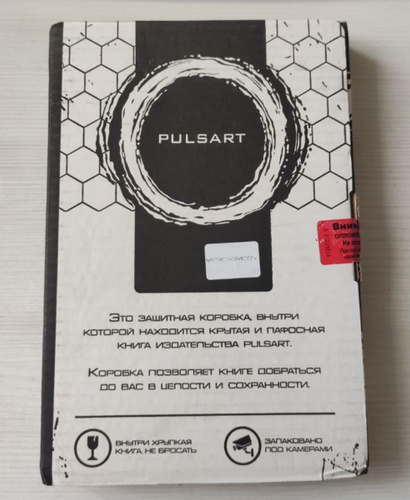 PULSART
Вним
ЭТО ЗАЩИТНАЯ КОРОБКА, ВНУТРИ
КОТОРОЙ НАХОДИТСЯ КРУТАЯ И ПАФОСНАЯ
КНИГА ИЗДАТЕЛЬСТВА PULSART.
КОРОБКА ПОЗВОЛЯЕТ КНИГЕ ДОБРАТЬСЯ
ДО ВАС В ЦЕЛОСТИ И СОХРАННОСТИ.
ВНУТРИ ХРУПКАЯ
КНИГА, НЕ БРОСАТЬ
ЗАПАКОВАНО
ПОД КАМЕРАМИ